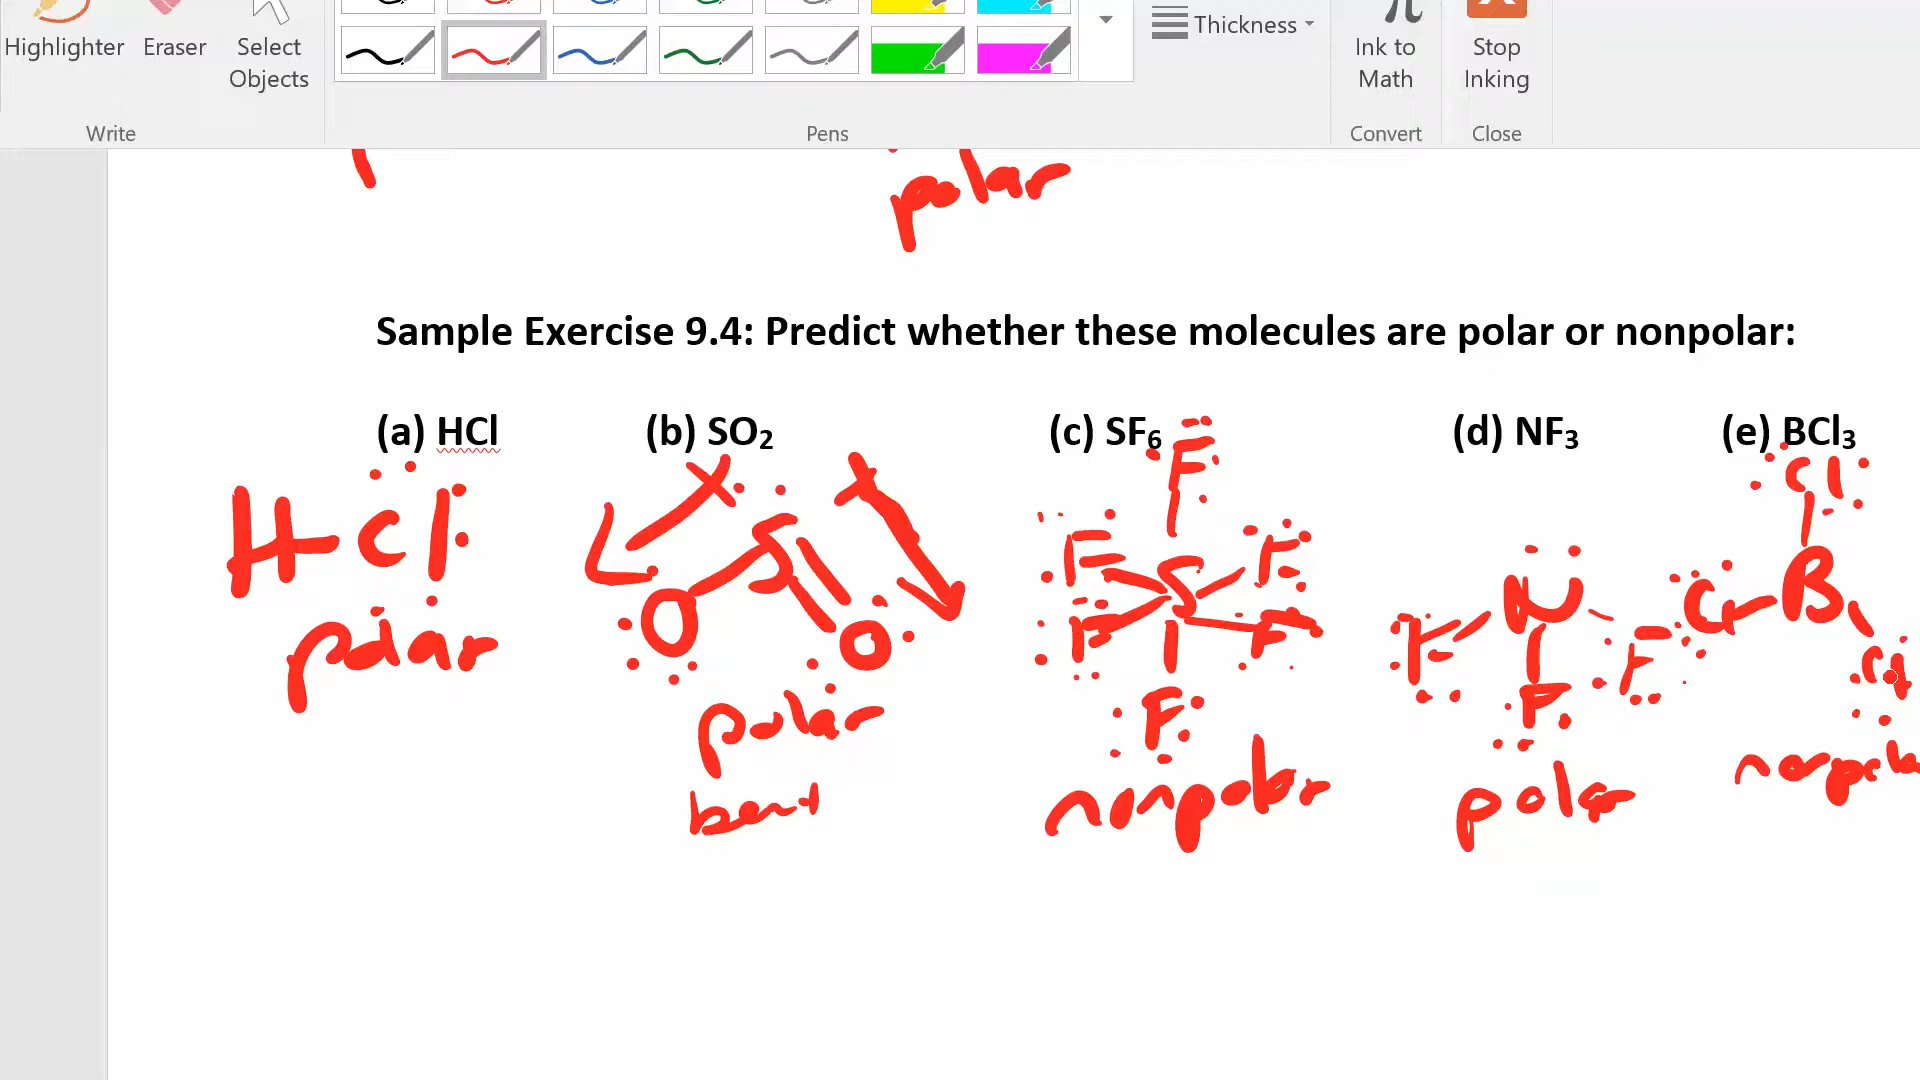 Highlighter Eraser Select Objects
Thickness
Ink to Math
Stop Inking
Write
Pens
Convert
Close
polar
Sample Exercise 9.4: Predict whether these molecules are polar or nonpolar:
(a) HCl (b) SO₂ (c) SF₆ (d) NF₃ (e) BCl₃
H Cl
S
O O
F
F S F
F F
F
N
F F
F
Cl
Cl B
Cl
polar
polar
bent
nonpolar
polar
nonpola